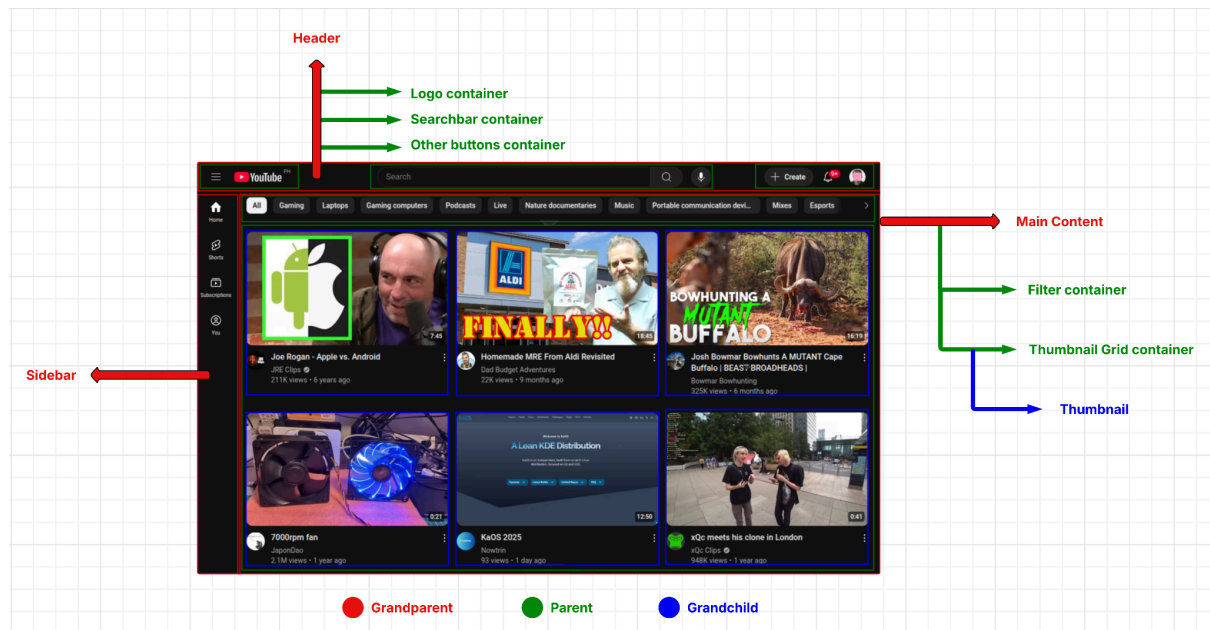 Header
Logo container
Searchbar container
Other buttons container
YouTube PH
Search
Create
9+
Home
Shorts
Subscriptions
You
All
Gaming
Laptops
Gaming computers
Podcasts
Live
Nature documentaries
Music
Portable communication devi...
Mixes
Esports
Main Content
Filter container
Thumbnail Grid container
Thumbnail
Sidebar
7:45
Joe Rogan - Apple vs. Android
JRE Clips
211K views • 6 years ago
ALDI
FINALLY!!
18:45
Homemade MRE From Aldi Revisited
Dad Budget Adventures
22K views • 9 months ago
BOWHUNTING A
MUTANT
BUFFALO
16:19
Josh Bowmar Bowhunts A MUTANT Cape
Buffalo | BEAST BROADHEADS |
Bowmar Bowhunting
325K views • 6 months ago
0:21
7000rpm fan
JaponDao
2.1M views • 1 year ago
A Lean KDE Distribution
12:50
KaOS 2025
Nowtrin
93 views • 1 day ago
0:41
xQc meets his clone in London
xQc Clips
948K views • 1 year ago
Grandparent
Parent
Grandchild